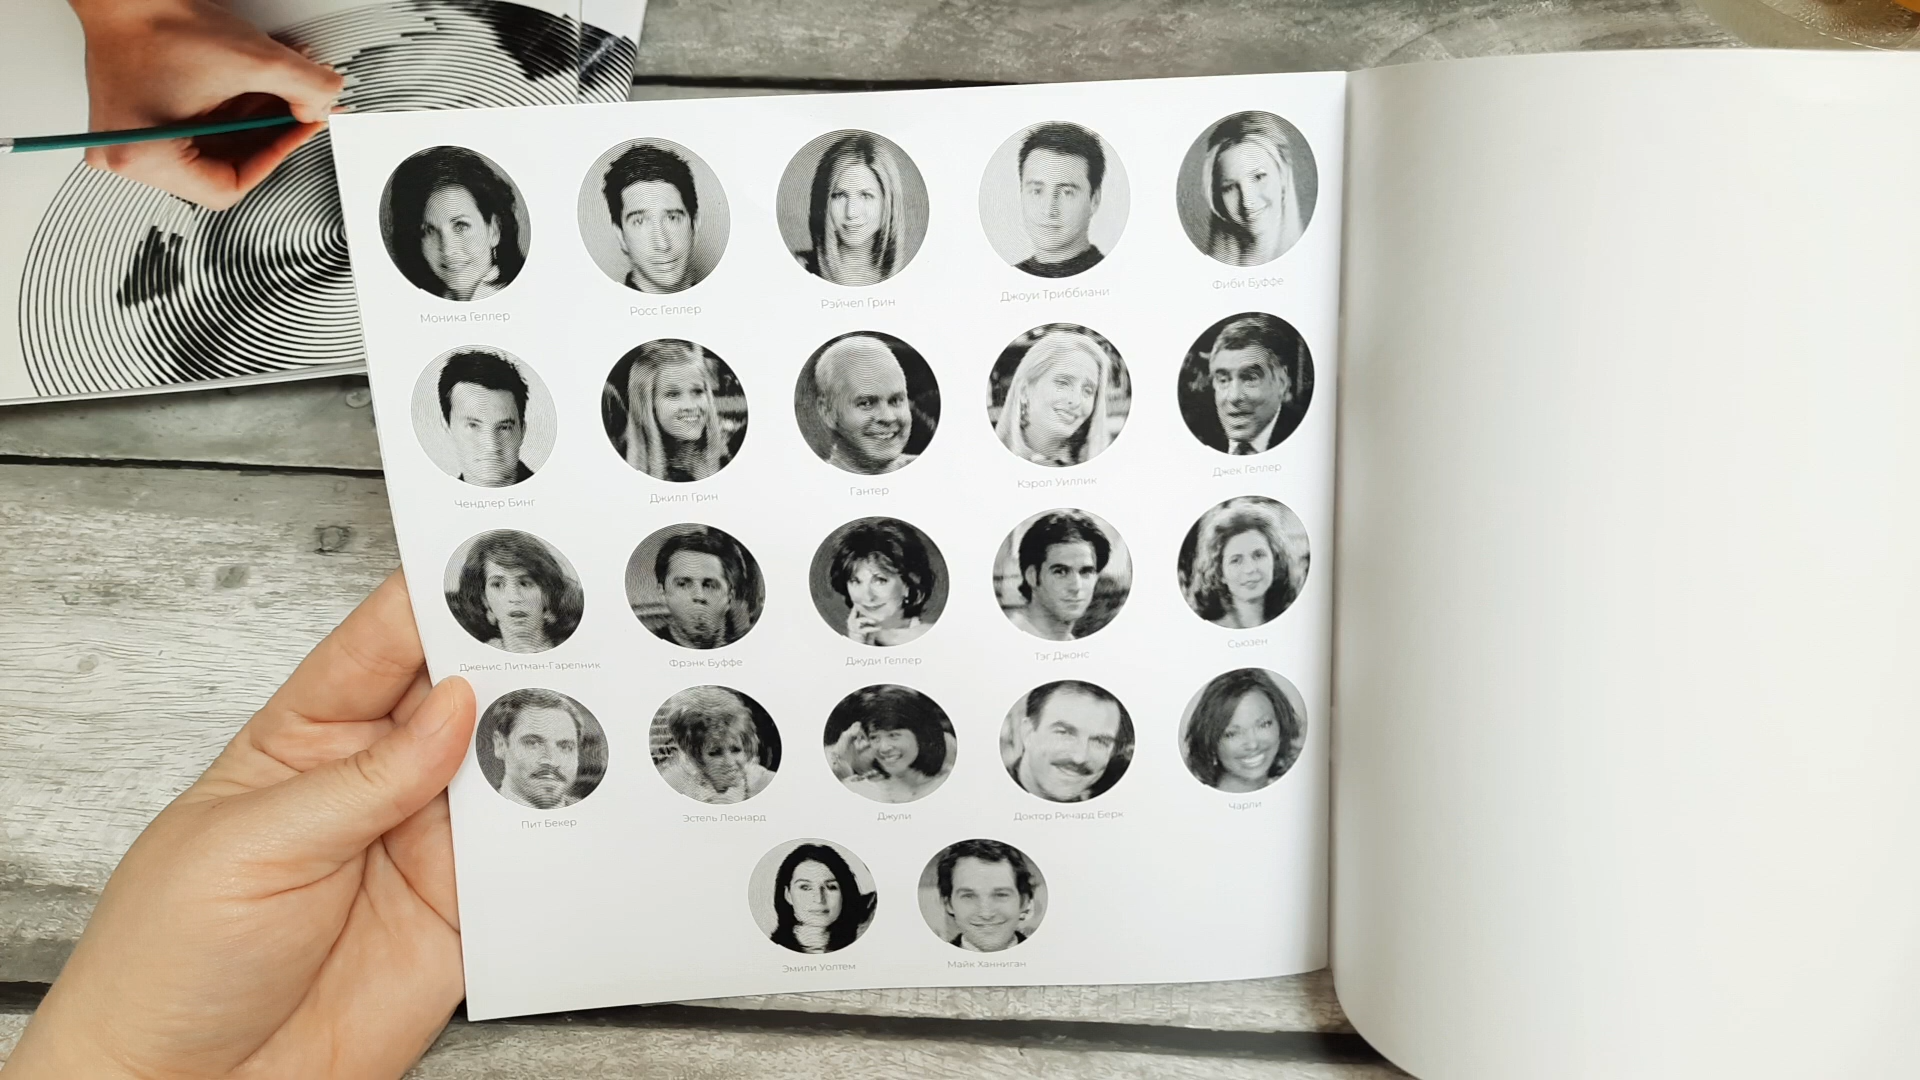 Моника Геллер
Росс Геллер
Рэйчел Грин
Джоуи Триббиани
Фиби Буффе
Чендлер Бинг
Джилл Грин
Гантер
Кэрол Уиллик
Джек Геллер
Дженис Литман-Гарелник
Фрэнк Буффе
Джуди Геллер
Тэг Джонс
Сьюзен
Пит Бекер
Эстель Леонард
Джули
Доктор Ричард Берк
Чарли
Эмили Уолтем
Майк Ханниган